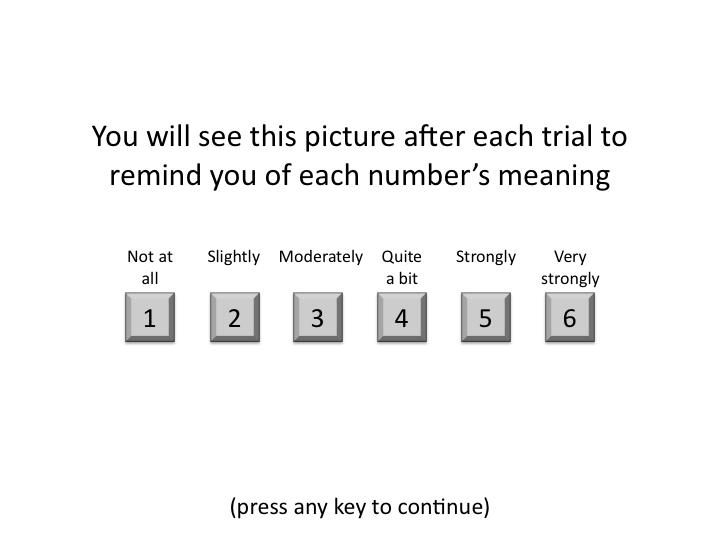 You will see this picture after each trial to
remind you of each number’s meaning
Not at all Slightly Moderately Quite a bit Strongly Very strongly
1 2 3 4 5 6
(press any key to continue)